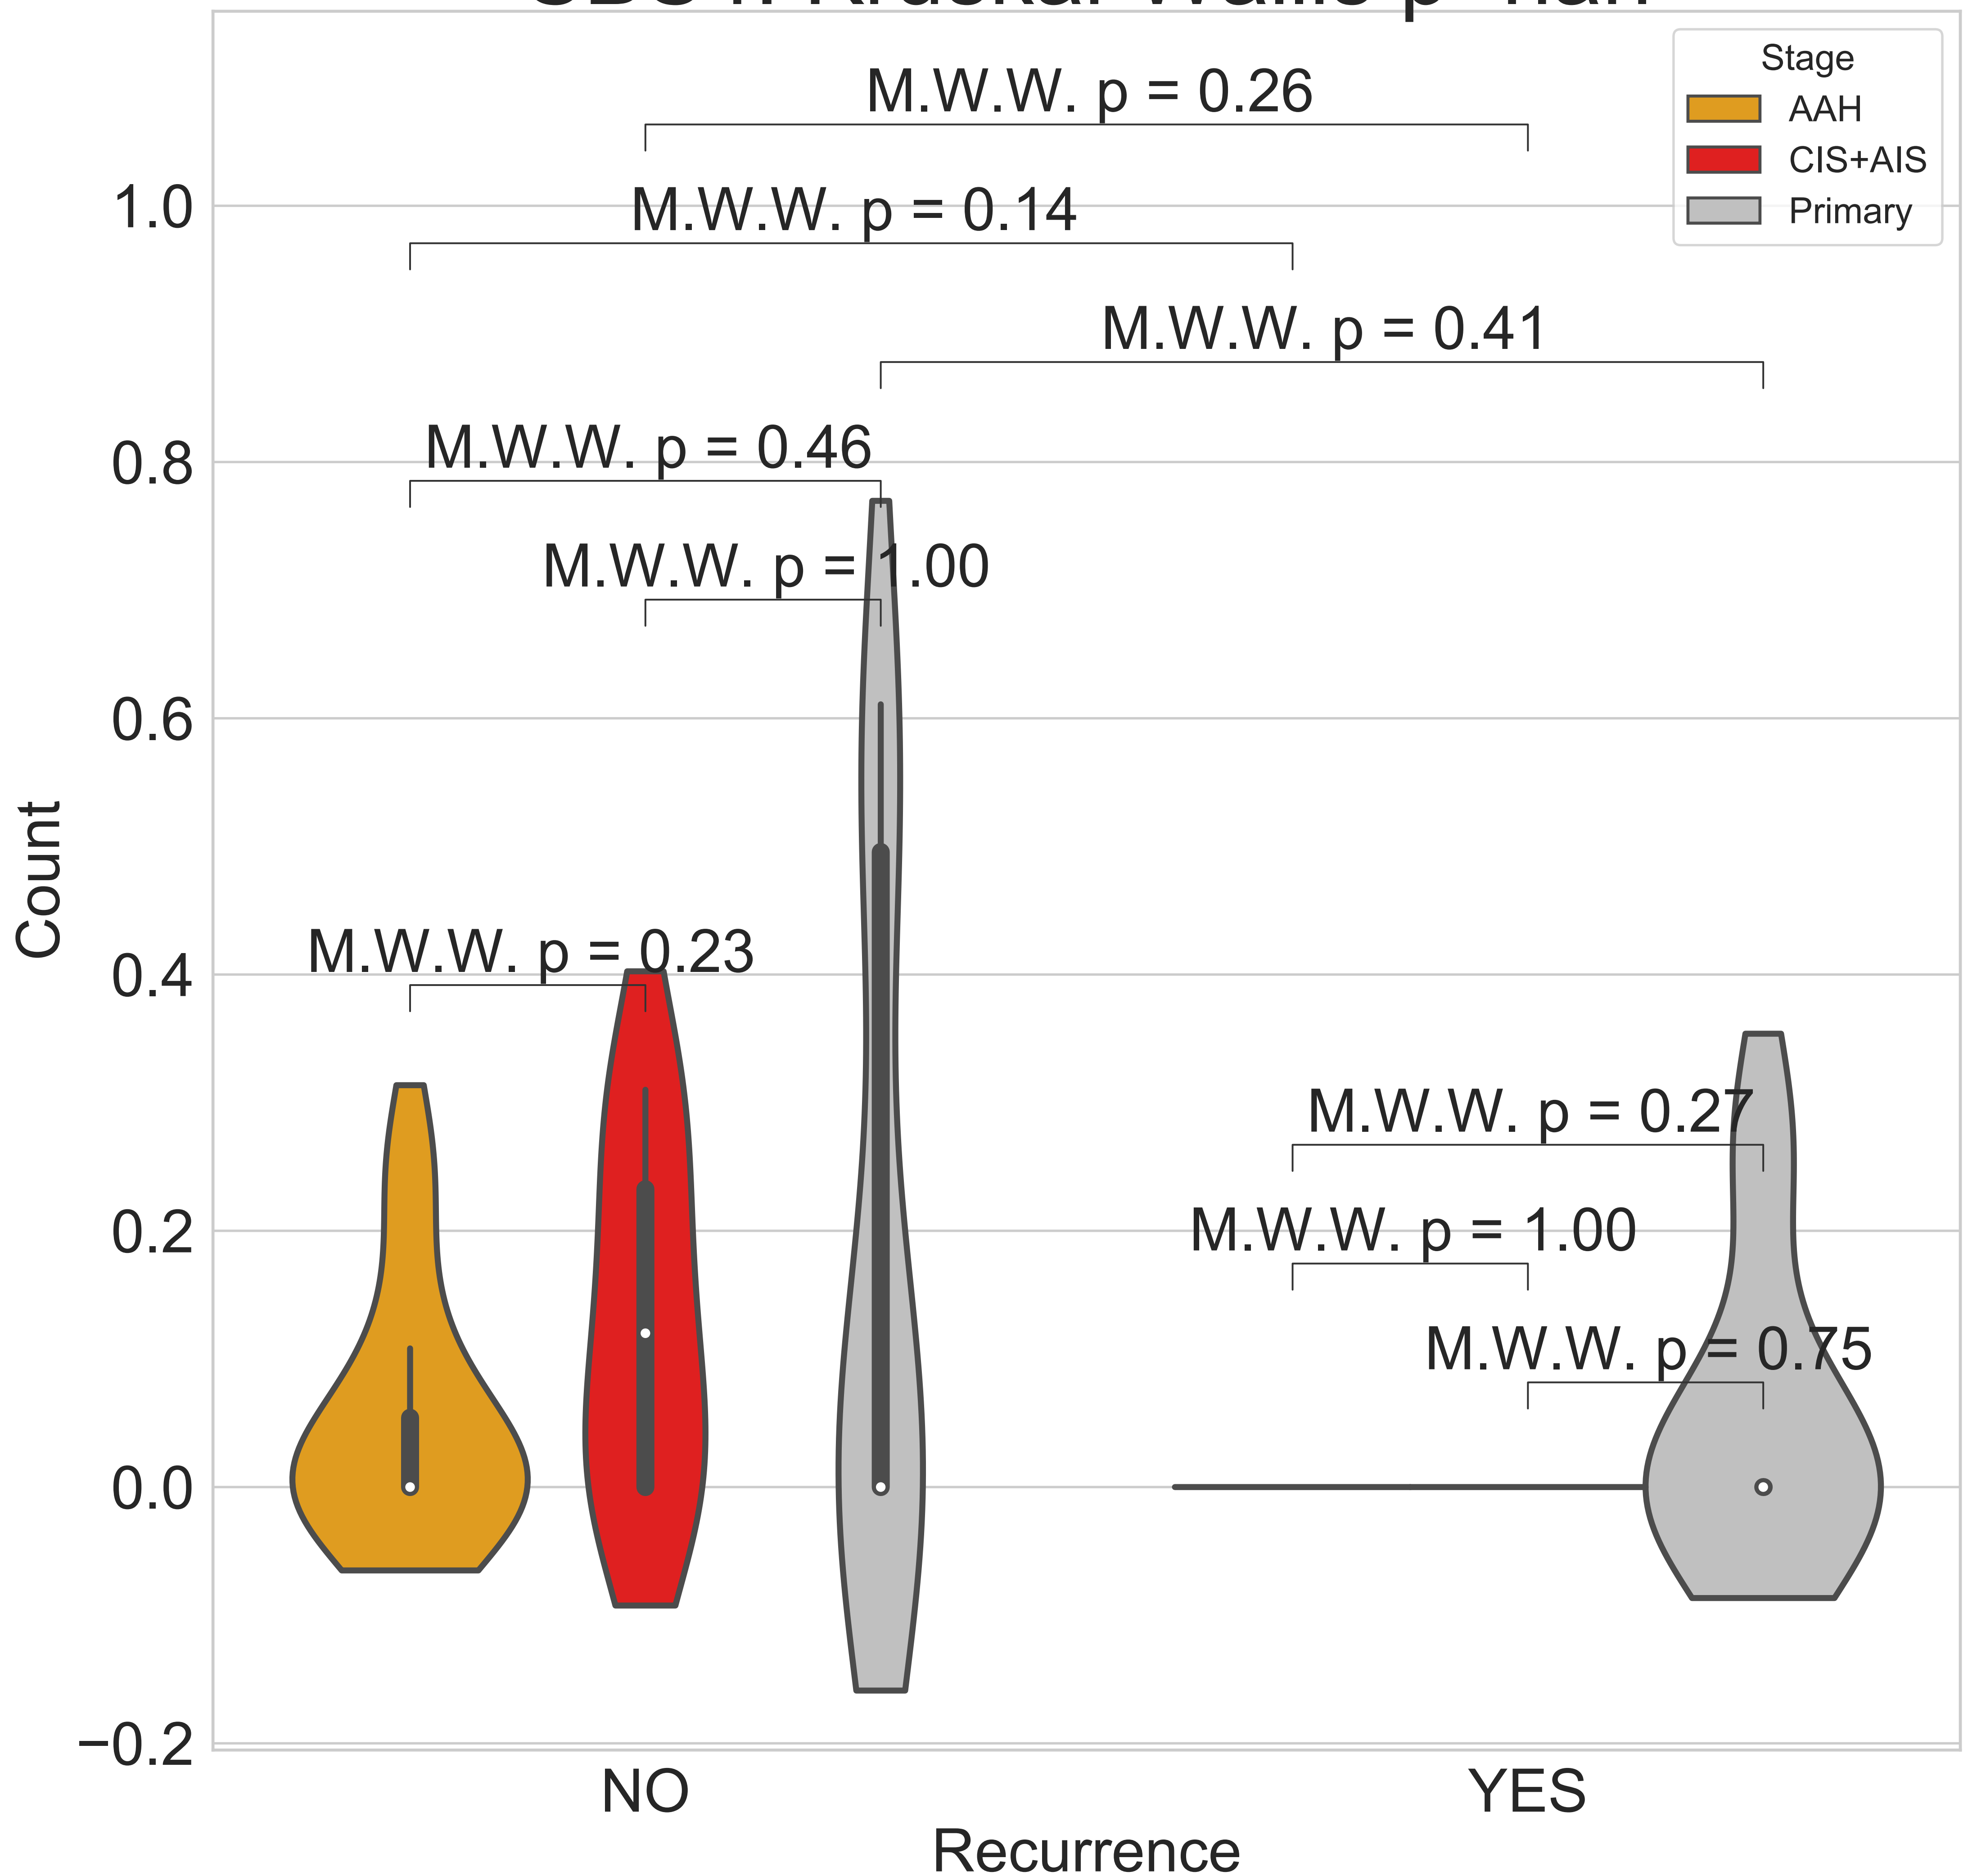 Stage
AAH
CIS+AIS
Primary
M.W.W. p = 0.26
M.W.W. p = 0.14
M.W.W. p = 0.41
M.W.W. p = 0.46
M.W.W. p = 1.00
M.W.W. p = 0.23
M.W.W. p = 0.27
M.W.W. p = 1.00
M.W.W. p = 0.75
1.0
0.8
0.6
0.4
0.2
0.0
−0.2
Count
NO
YES
Recurrence